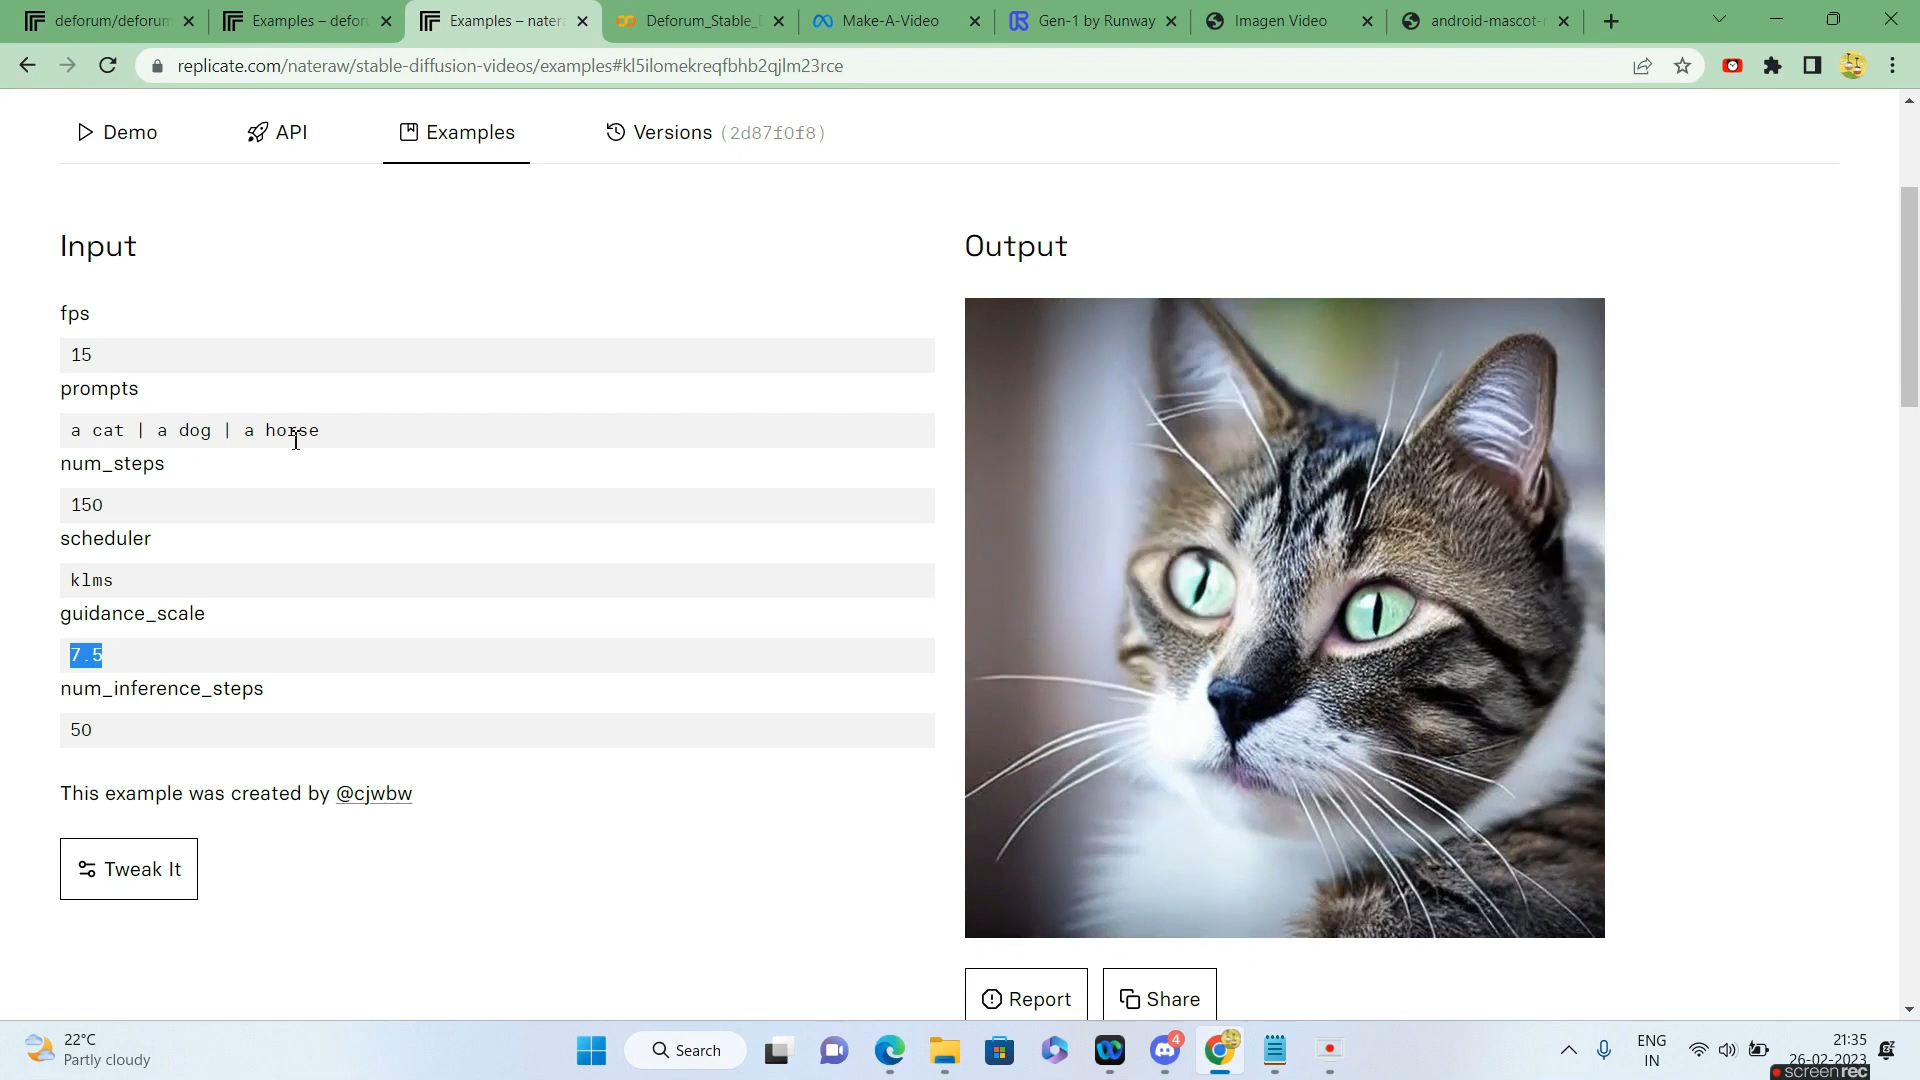 deforum/deforum
Examples – defor
Examples – nater
Deforum_Stable_
Make-A-Video
Gen-1 by Runway
Imagen Video
android-mascot-
replicate.com/nateraw/stable-diffusion-videos/examples#kl5ilomekreqfbhb2qjlm23rce
Demo
API
Examples
Versions (2d87f0f8)
Input
Output
fps
15
prompts
a cat | a dog | a horse
num_steps
150
scheduler
klms
guidance_scale
7.5
num_inference_steps
50
This example was created by @cjwbw
Tweak It
Report
Share
22°C
Partly cloudy
Search
4
ENG
IN
21:35
26-02-2023
screenrec